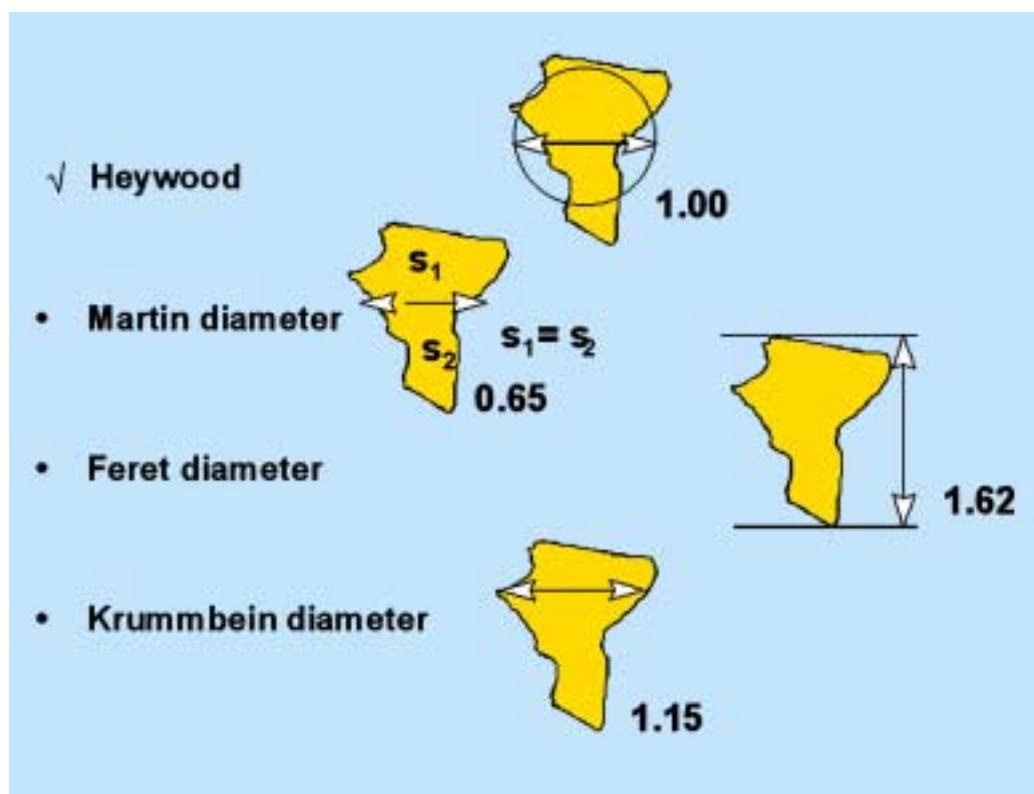 √ Heywood
1.00
• Martin diameter
s₁
s₂
s₁ = s₂
0.65
• Feret diameter
1.62
• Krummbein diameter
1.15